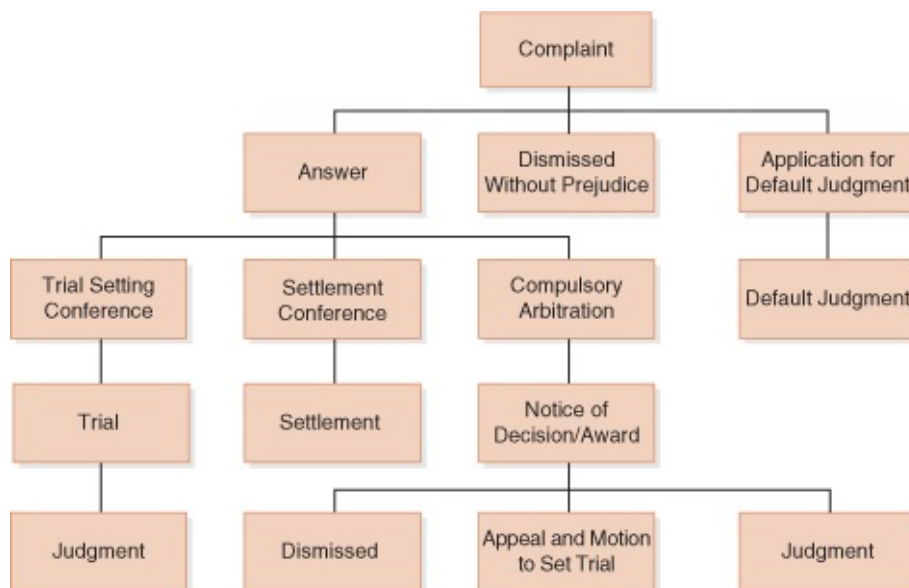 Complaint
Answer
Dismissed
Without Prejudice
Application for
Default Judgment
Trial Setting
Conference
Settlement
Conference
Compulsory
Arbitration
Default Judgment
Trial
Settlement
Notice of
Decision/Award
Judgment
Dismissed
Appeal and Motion
to Set Trial
Judgment